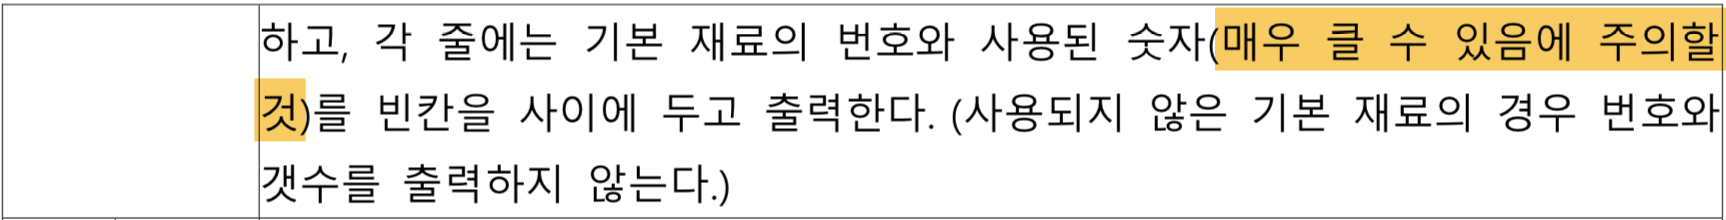 하고, 각 줄에는 기본 재료의 번호와 사용된 숫자(매우 클 수 있음에 주의할
것)를 빈칸을 사이에 두고 출력한다. (사용되지 않은 기본 재료의 경우 번호와
갯수를 출력하지 않는다.)